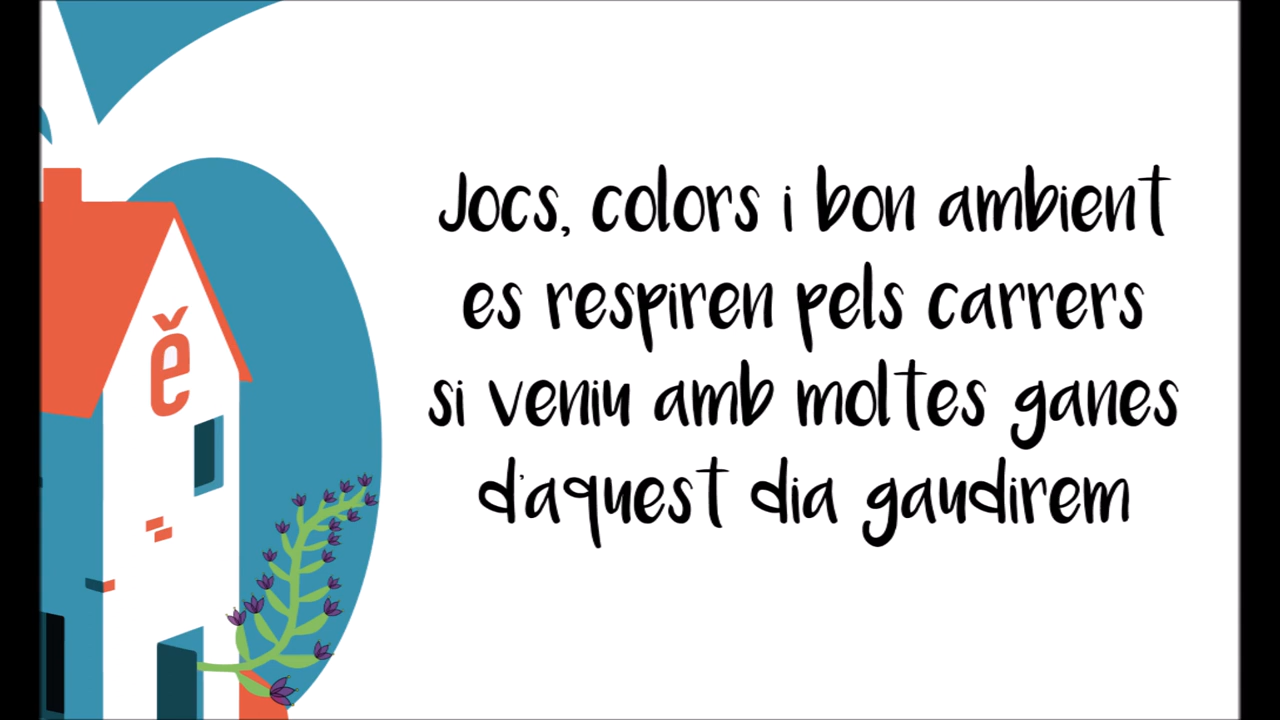 ě
Jocs, colors i bon ambient
es respiren pels carrers
si veniu amb moltes ganes
d'aquest dia gaudirem